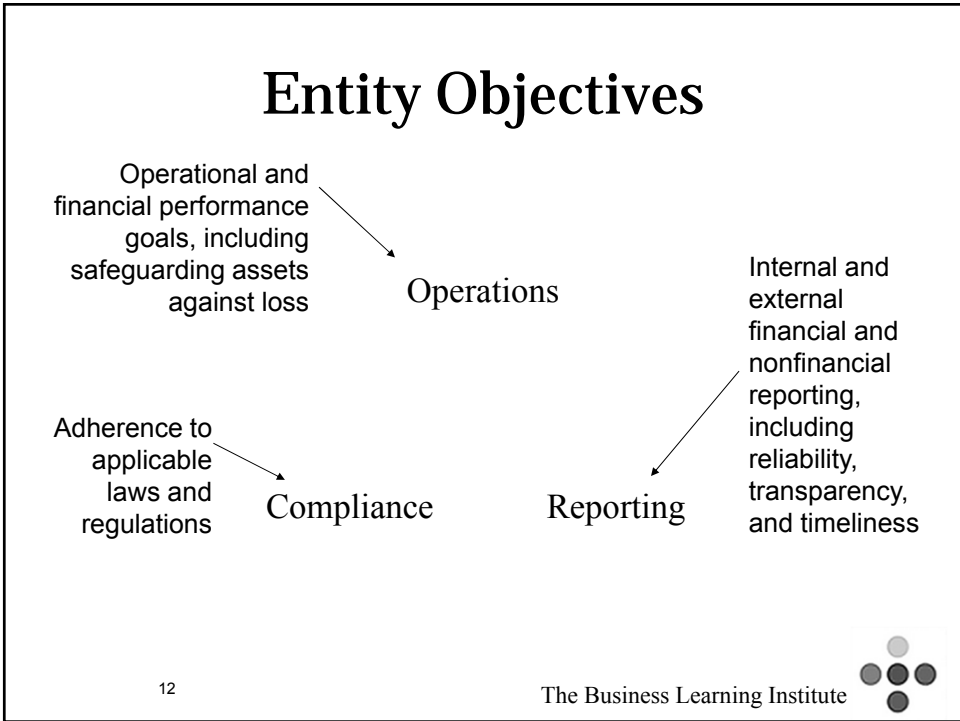 Entity Objectives
Operational and
financial performance
goals, including
safeguarding assets
against loss
Operations
Internal and
external
financial and
nonfinancial
reporting,
including
reliability,
transparency,
and timeliness
Adherence to
applicable
laws and
regulations
Compliance
Reporting
12
The Business Learning Institute